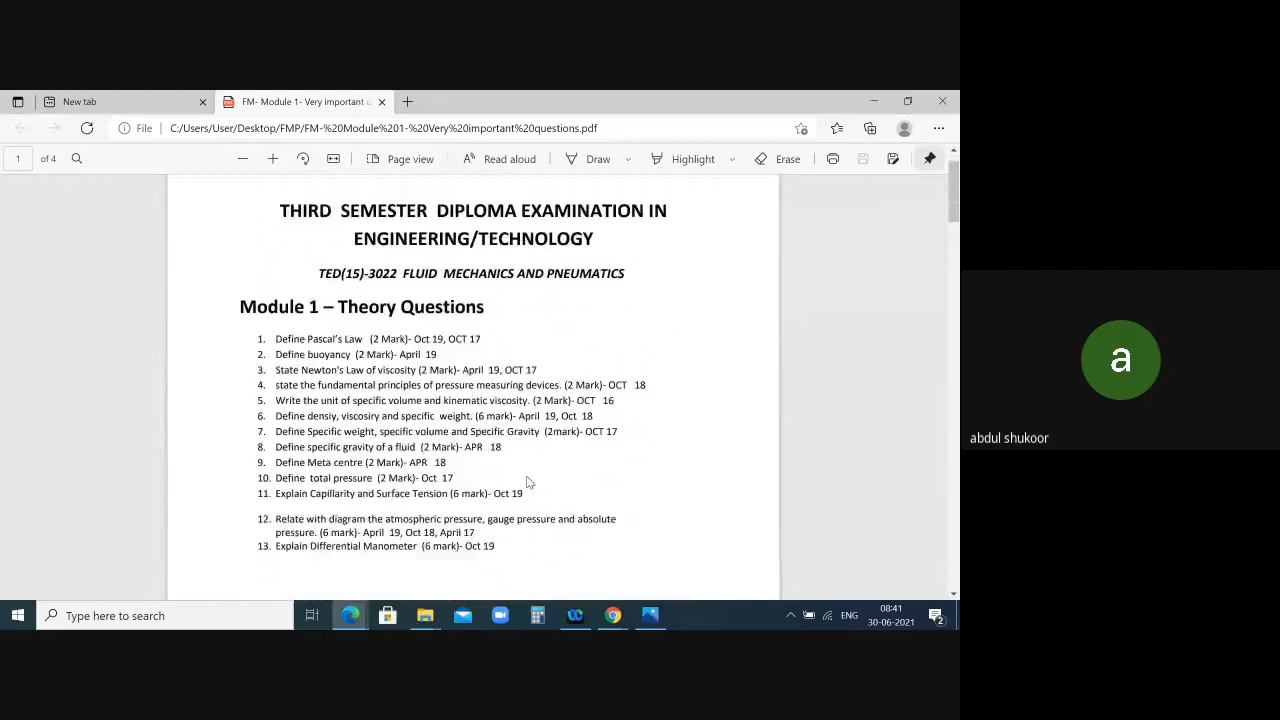 New tab
FM- Module 1- Very important
File
C:/Users/User/Desktop/FMP/FM-%20Module%201-%20Very%20important%20questions.pdf
1 of 4
Page view
Read aloud
Draw
Highlight
Erase
THIRD SEMESTER DIPLOMA EXAMINATION IN
ENGINEERING/TECHNOLOGY
TED(15)-3022 FLUID MECHANICS AND PNEUMATICS
Module 1 – Theory Questions
1. Define Pascal's Law (2 Mark)- Oct 19, OCT 17
2. Define buoyancy (2 Mark)- April 19
3. State Newton's Law of viscosity (2 Mark)- April 19, OCT 17
4. state the fundamental principles of pressure measuring devices. (2 Mark)- OCT 18
5. Write the unit of specific volume and kinematic viscosity. (2 Mark)- OCT 16
6. Define densiy, viscosiry and specific weight. (6 mark)- April 19, Oct 18
7. Define Specific weight, specific volume and Specific Gravity (2mark)- OCT 17
8. Define specific gravity of a fluid (2 Mark)- APR 18
9. Define Meta centre (2 Mark)- APR 18
10. Define total pressure (2 Mark)- Oct 17
11. Explain Capillarity and Surface Tension (6 mark)- Oct 19
12. Relate with diagram the atmospheric pressure, gauge pressure and absolute
pressure. (6 mark)- April 19, Oct 18, April 17
13. Explain Differential Manometer (6 mark)- Oct 19
a
abdul shukoor
Type here to search
ENG
08:41
30-06-2021
2